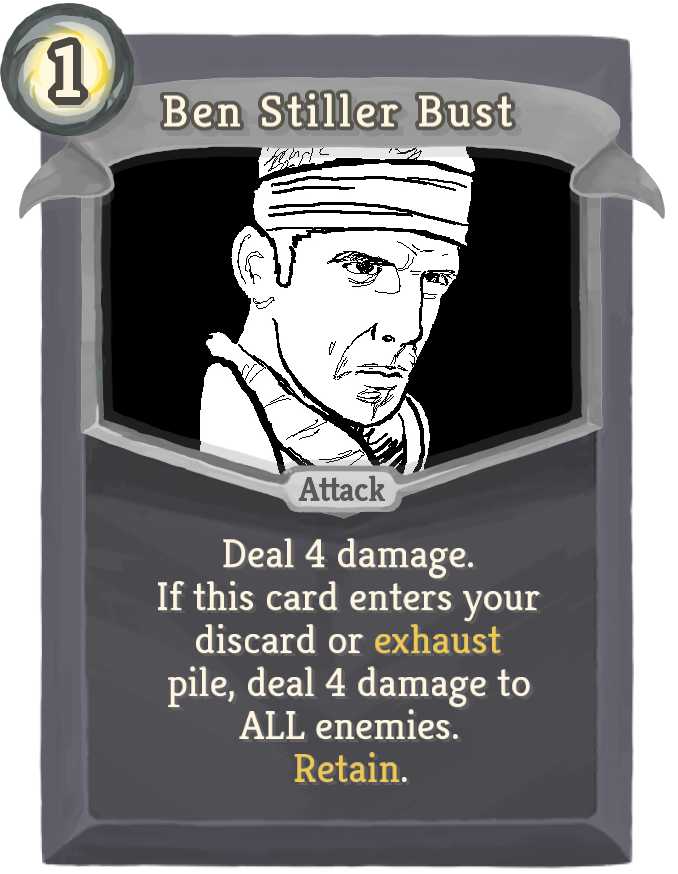 1
Ben Stiller Bust
Attack
Deal 4 damage.
If this card enters your
discard or exhaust
pile, deal 4 damage to
ALL enemies.
Retain.